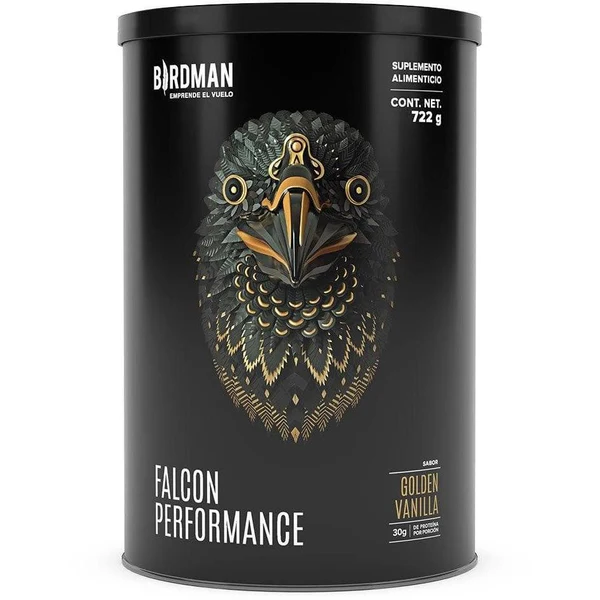 BIRDMAN
EMPRENDE EL VUELO
SUPLEMENTO
ALIMENTICIO
CONT. NET.
722 g
FALCON
PERFORMANCE
SABOR
GOLDEN
VANILLA
30g DE PROTEÍNA
POR PORCIÓN